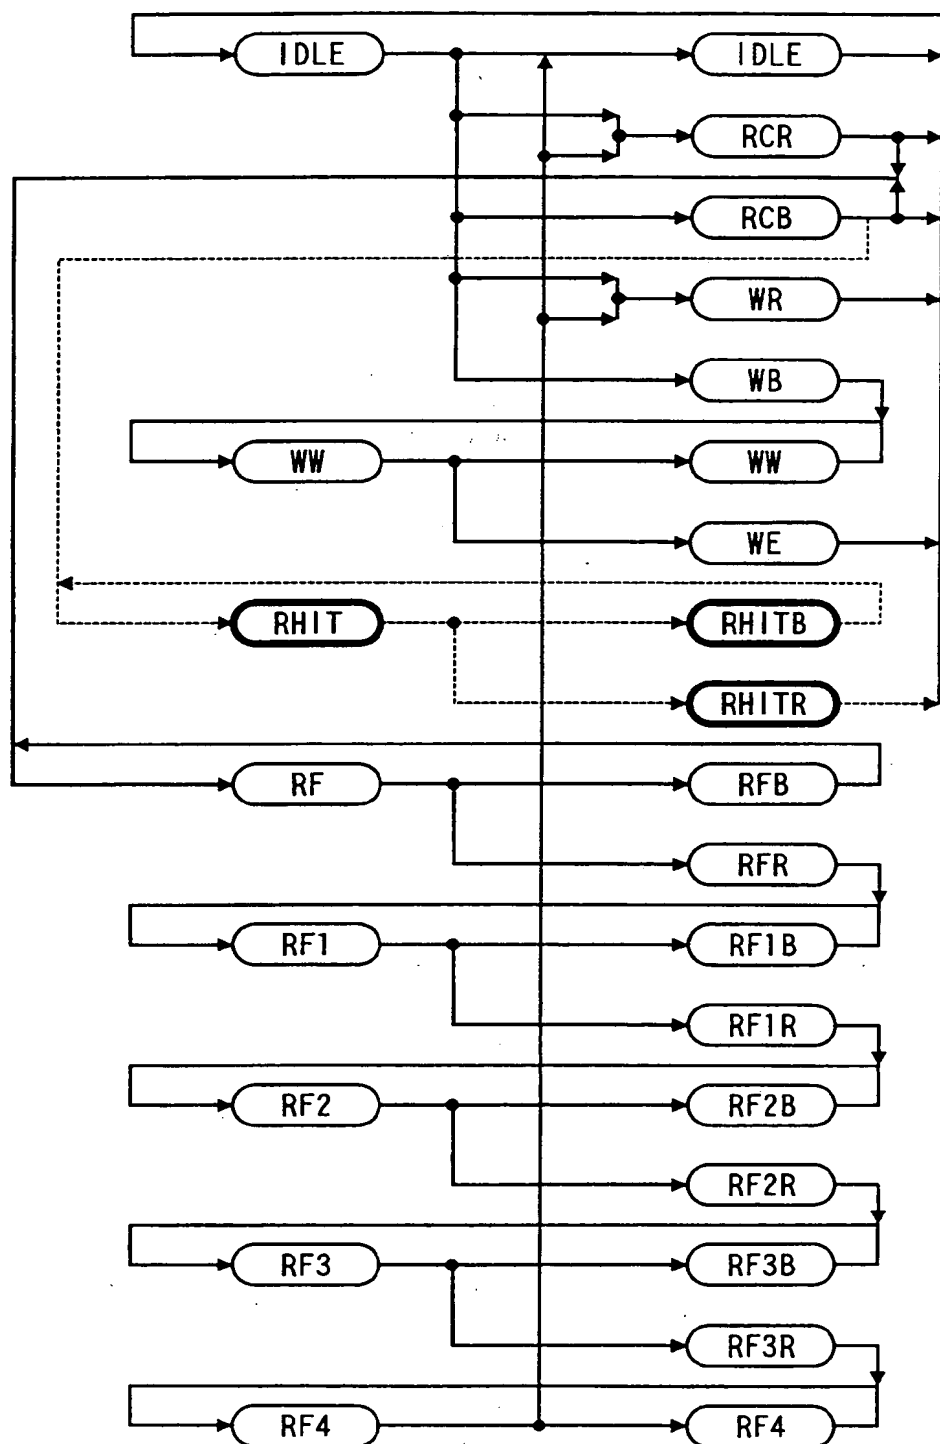 IDLE IDLE
RCR
RCB
WR
WB
WW WW
WE
RHIT RHITB
RHITR
RF RFB
RFR
RF1 RF1B
RF1R
RF2 RF2B
RF2R
RF3 RF3B
RF3R
RF4 RF4